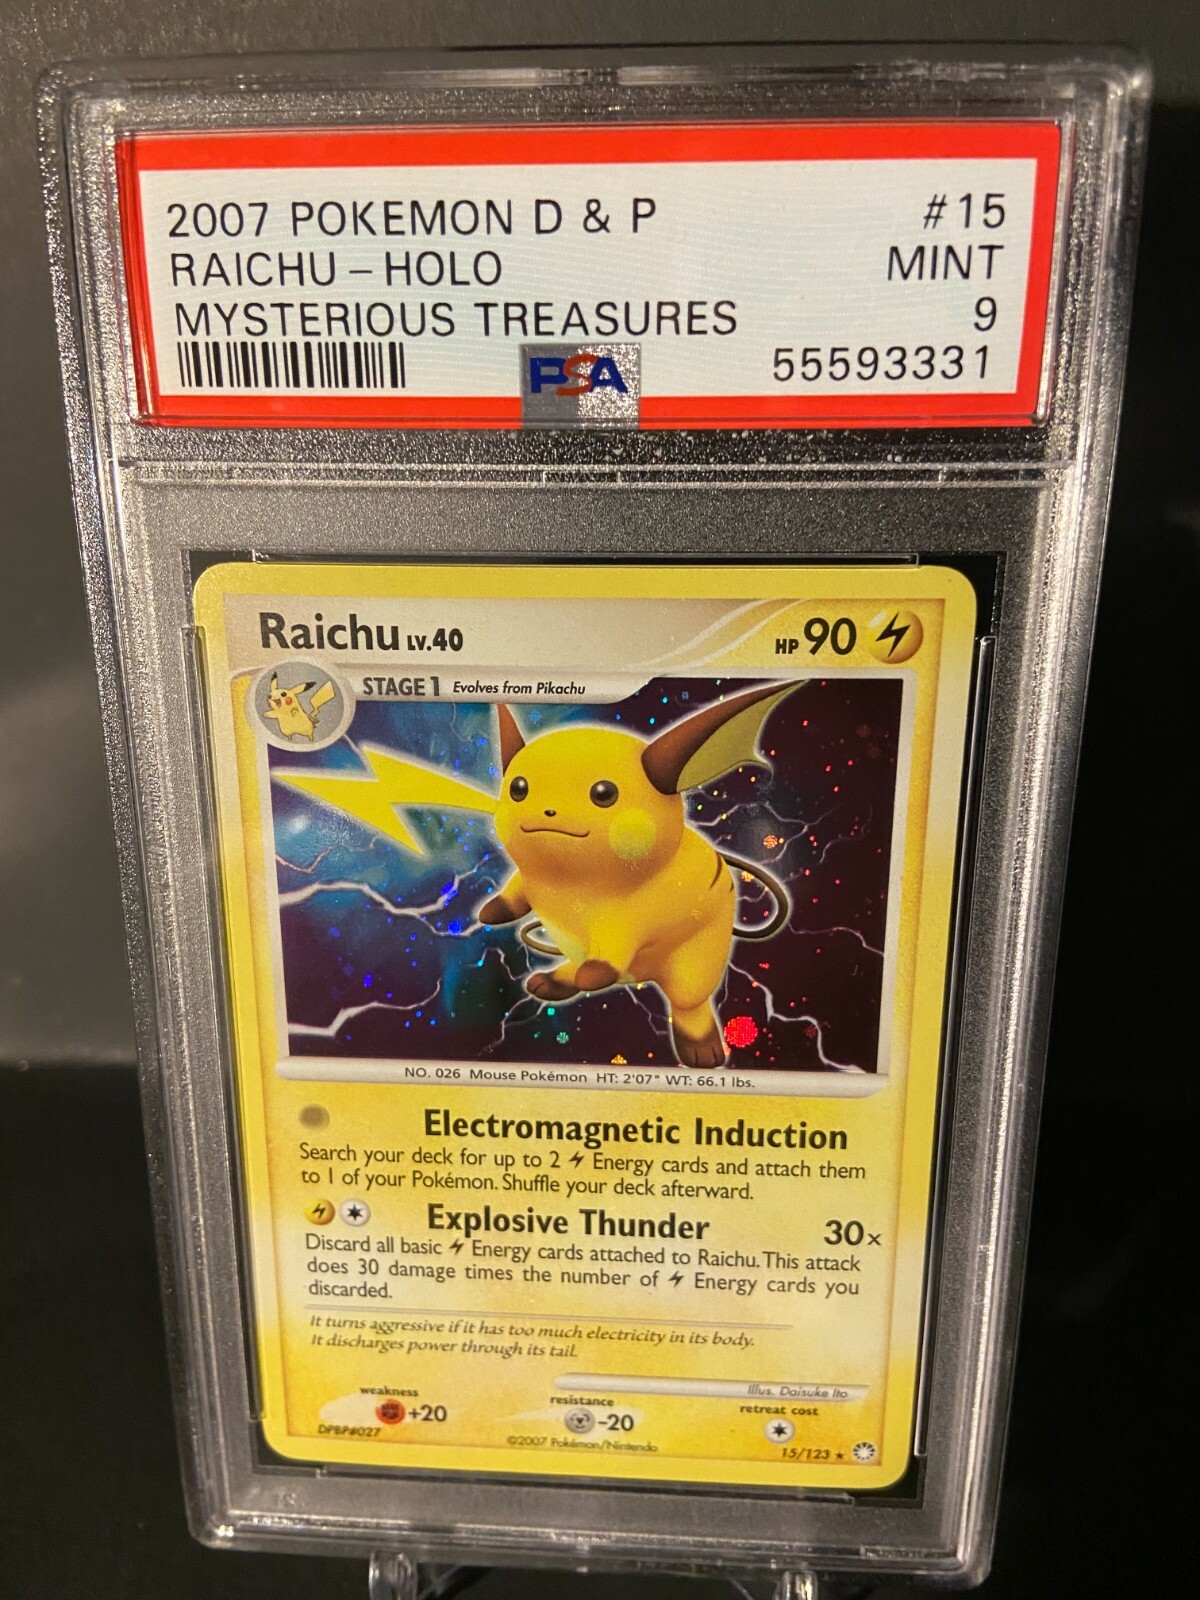 2007 POKEMON D & P #15
RAICHU - HOLO MINT
MYSTERIOUS TREASURES 9
PSA 55593331
Raichu LV.40 HP 90
STAGE 1 Evolves from Pikachu
NO. 026 Mouse Pokémon HT: 2'07" WT: 66.1 lbs.
Electromagnetic Induction
Search your deck for up to 2 Energy cards and attach them
to 1 of your Pokémon. Shuffle your deck afterward.
Explosive Thunder 30x
Discard all basic Energy cards attached to Raichu. This attack
does 30 damage times the number of Energy cards you
discarded.
It turns aggressive if it has too much electricity in its body.
It discharges power through its tail.
Illus. Daisuke Ito
weakness resistance retreat cost
+20 -20
DPBP#027 ©2007 Pokémon/Nintendo 15/123